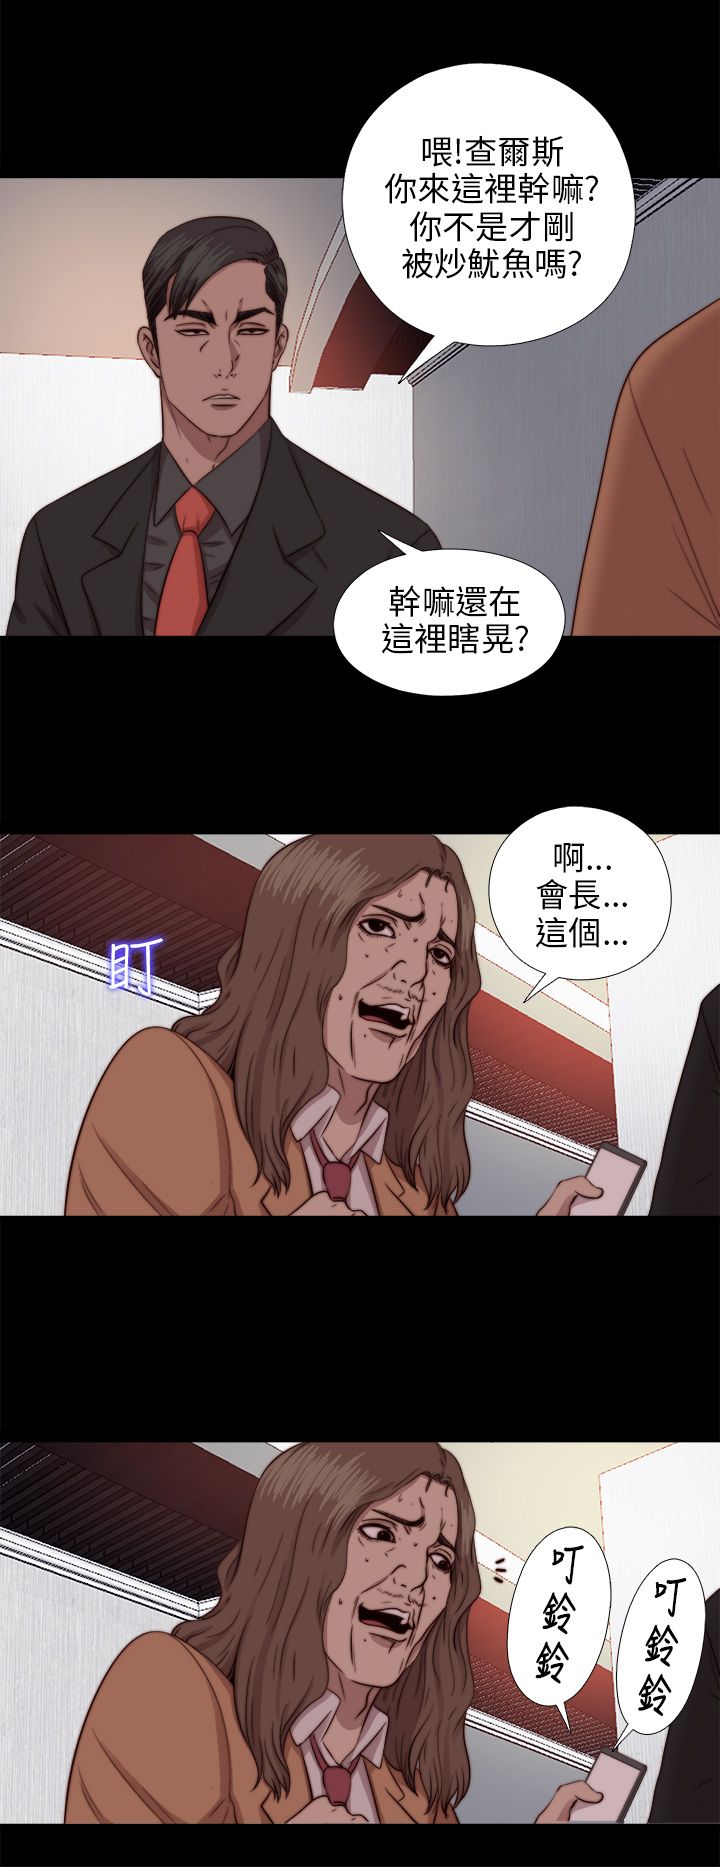 喂!查爾斯
你來這裡幹嘛?
你不是才剛
被炒魷魚嗎?
幹嘛還在
這裡瞎晃?
啊...
會長...
這個...
盯
叮鈴鈴
叮鈴鈴